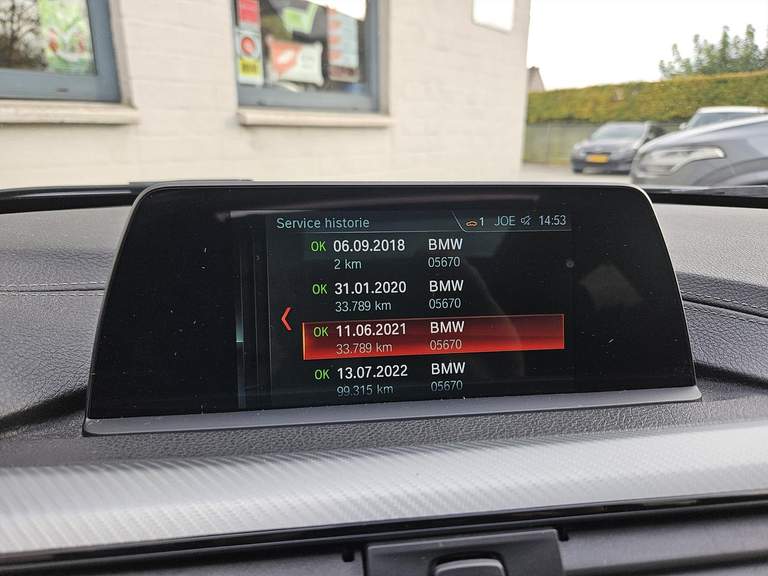 Service historie 1 JOE 14:53
OK 06.09.2018 BMW
2 km 05670
OK 31.01.2020 BMW
33.789 km 05670
OK 11.06.2021 BMW
33.789 km 05670
OK 13.07.2022 BMW
99.315 km 05670